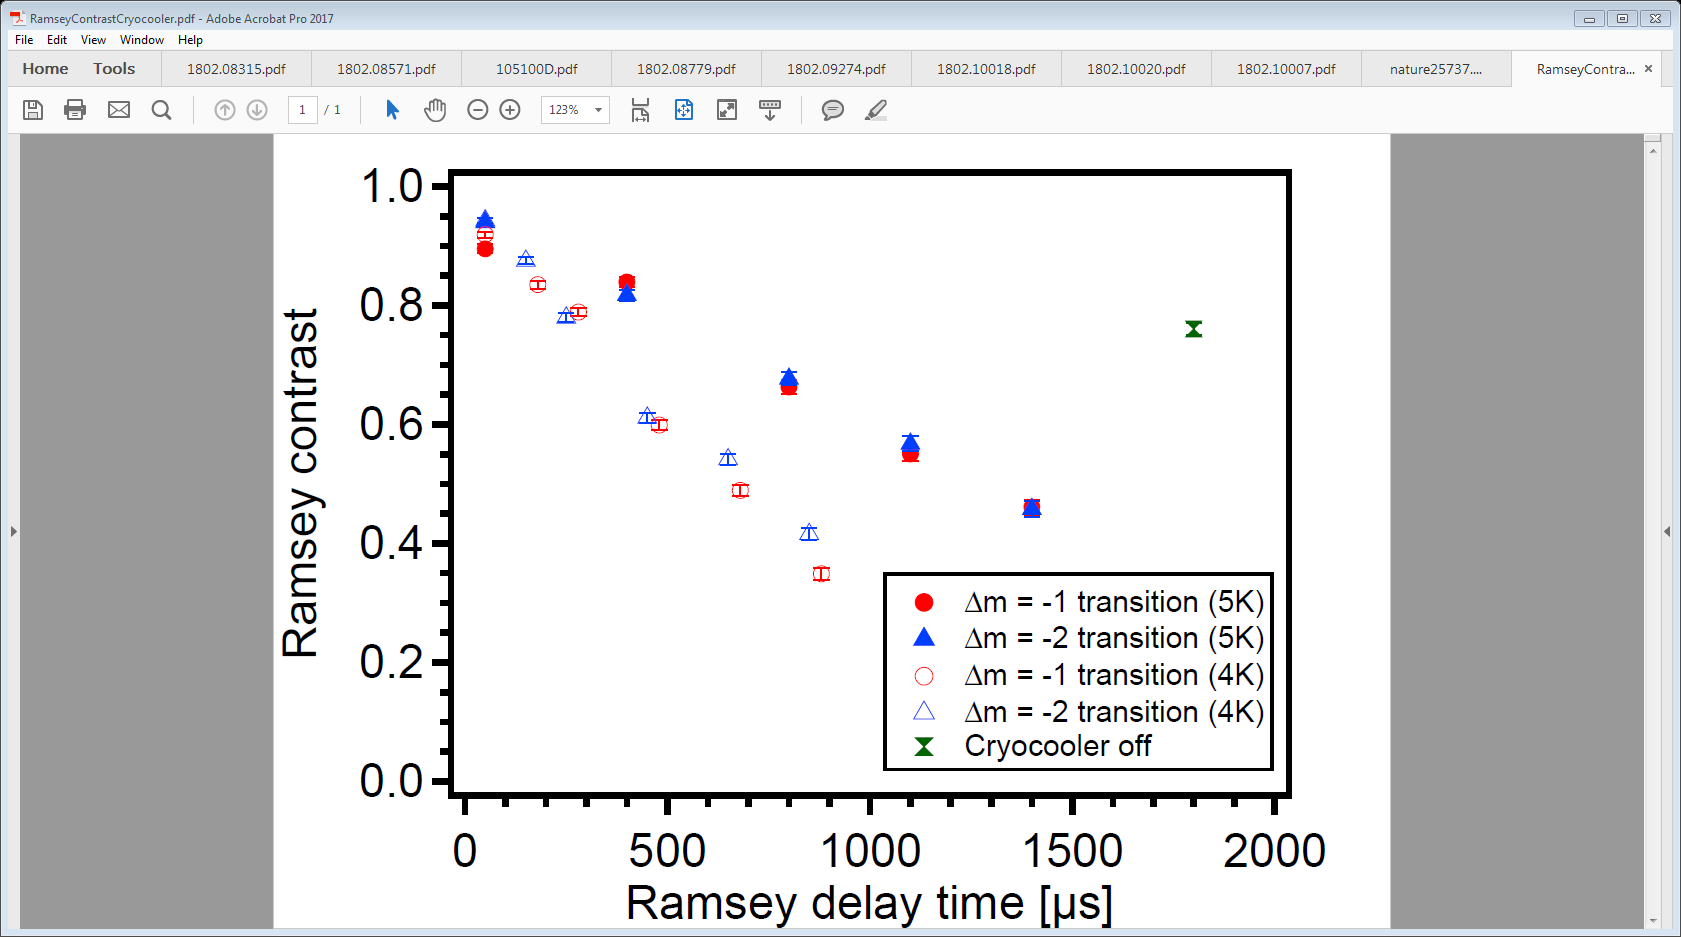 RamseyContrastCryocooler.pdf - Adobe Acrobat Pro 2017
File Edit View Window Help
Home Tools 1802.08315.pdf 1802.08571.pdf 105100D.pdf 1802.08779.pdf 1802.09274.pdf 1802.10018.pdf 1802.10020.pdf 1802.10007.pdf nature25737.... RamseyContra... ×
1 / 1 123%
1.0
0.8
0.6
0.4
0.2
0.0
Ramsey contrast
Δm = -1 transition (5K)
Δm = -2 transition (5K)
Δm = -1 transition (4K)
Δm = -2 transition (4K)
Cryocooler off
0 500 1000 1500 2000
Ramsey delay time [µs]